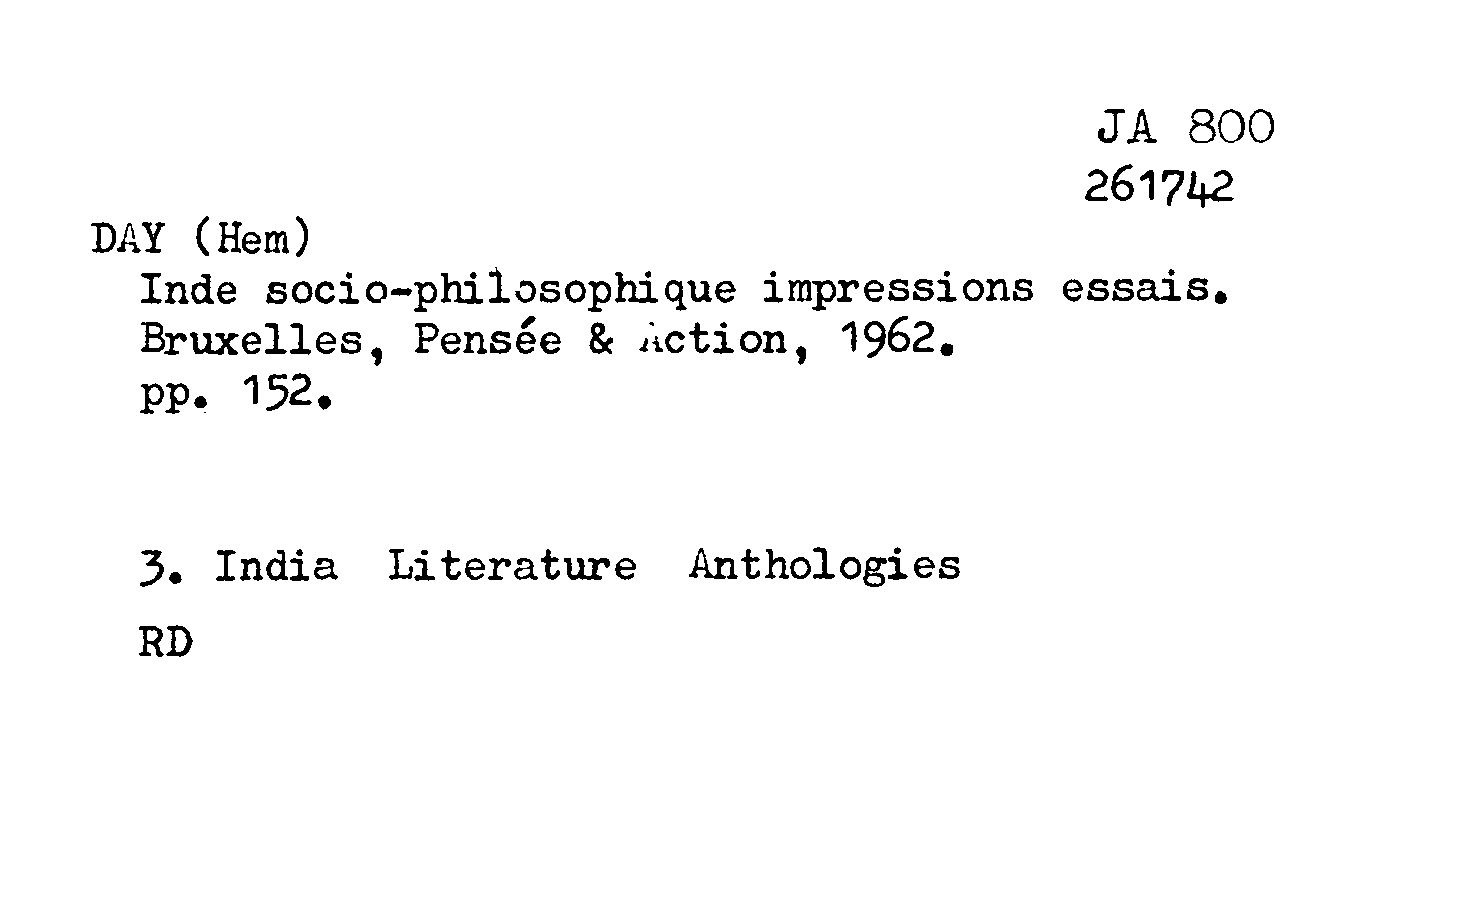 JA 800
261742
DAY (Hem)
Inde socio-philosophique impressions essais.
Bruxelles, Pensée & Action, 1962.
pp. 152.
3. India Literature Anthologies
RD